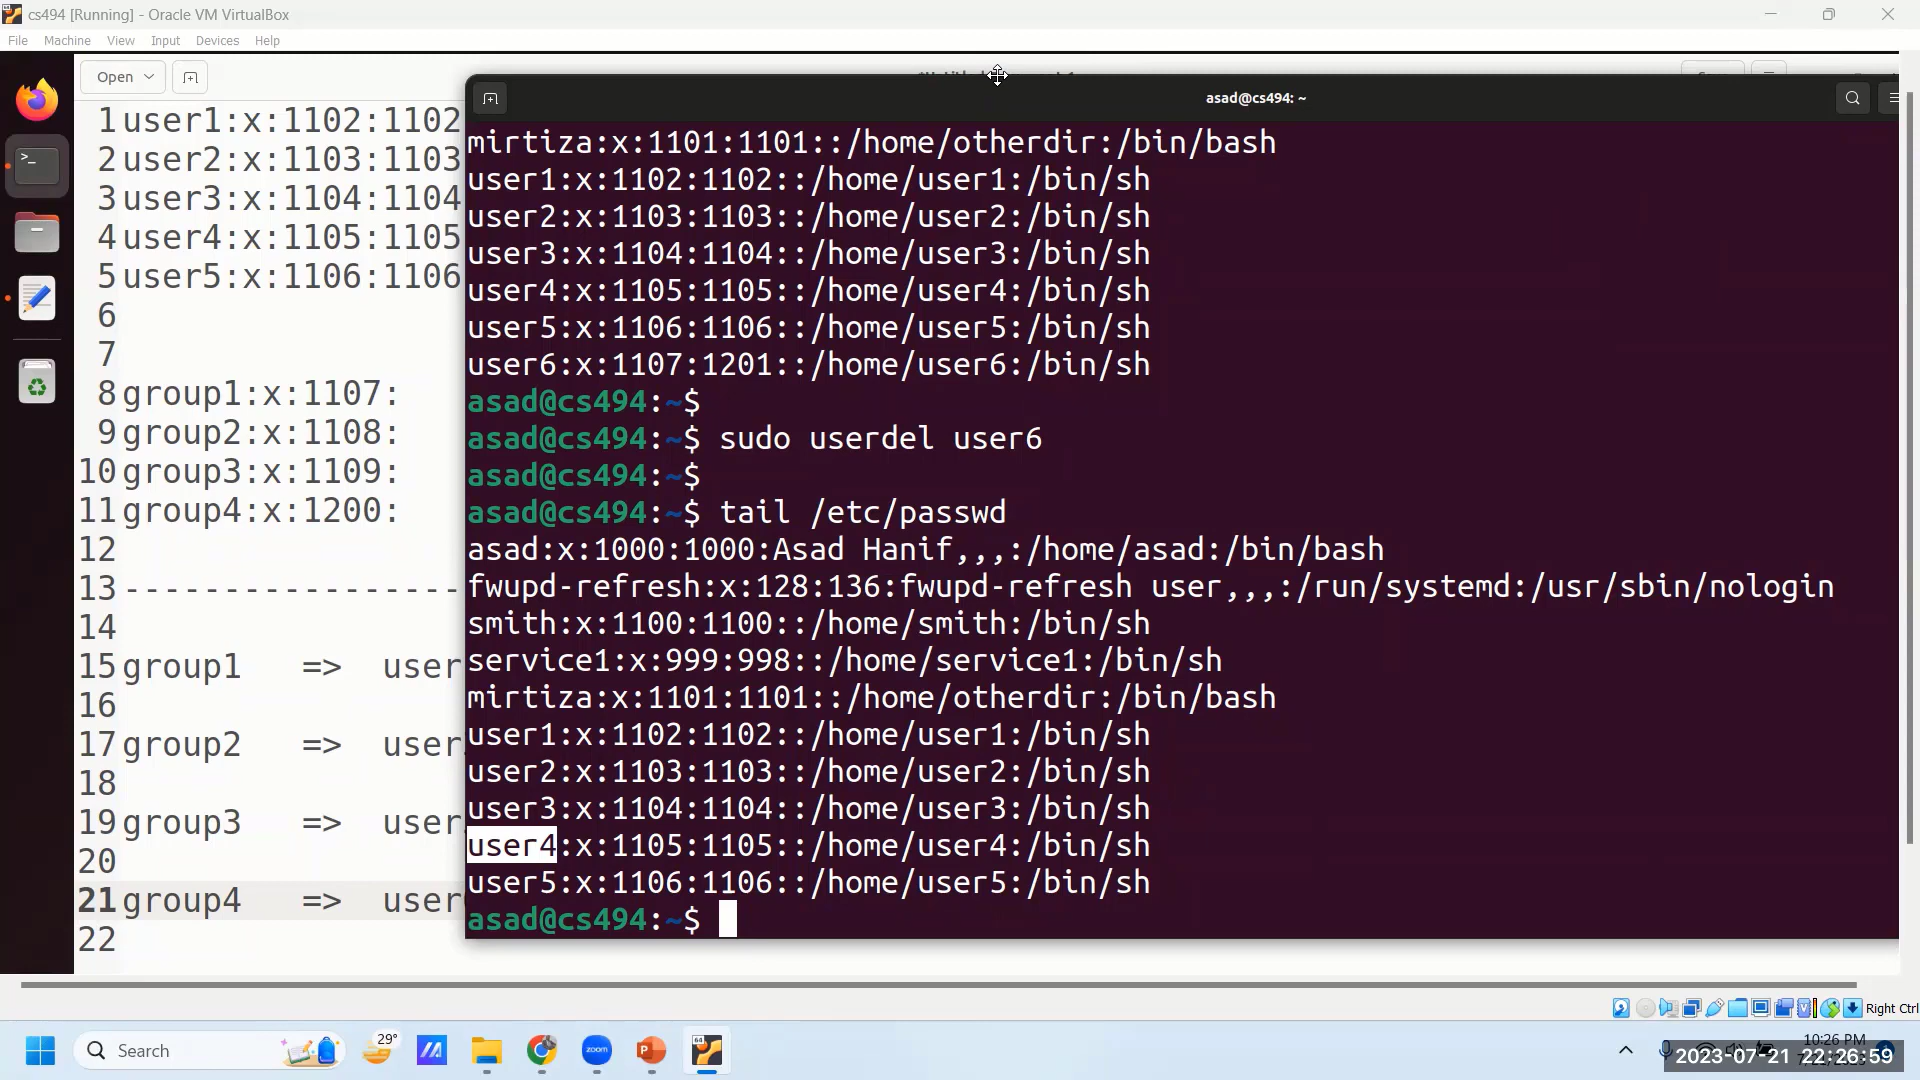 cs494 [Running] - Oracle VM VirtualBox
File Machine View Input Devices Help
Open
asad@cs494: ~
1 user1:x:1102:1102
2 user2:x:1103:1103
3 user3:x:1104:1104
4 user4:x:1105:1105
5 user5:x:1106:1106
6
7
8 group1:x:1107:
9 group2:x:1108:
10 group3:x:1109:
11 group4:x:1200:
12
13 -----------------
14
15 group1 => user
16
17 group2 => user
18
19 group3 => user
20
21 group4 => user
22
mirtiza:x:1101:1101::/home/otherdir:/bin/bash
user1:x:1102:1102::/home/user1:/bin/sh
user2:x:1103:1103::/home/user2:/bin/sh
user3:x:1104:1104::/home/user3:/bin/sh
user4:x:1105:1105::/home/user4:/bin/sh
user5:x:1106:1106::/home/user5:/bin/sh
user6:x:1107:1201::/home/user6:/bin/sh
asad@cs494:~$
asad@cs494:~$ sudo userdel user6
asad@cs494:~$
asad@cs494:~$ tail /etc/passwd
asad:x:1000:1000:Asad Hanif,,,:/home/asad:/bin/bash
fwupd-refresh:x:128:136:fwupd-refresh user,,,:/run/systemd:/usr/sbin/nologin
smith:x:1100:1100::/home/smith:/bin/sh
service1:x:999:998::/home/service1:/bin/sh
mirtiza:x:1101:1101::/home/otherdir:/bin/bash
user1:x:1102:1102::/home/user1:/bin/sh
user2:x:1103:1103::/home/user2:/bin/sh
user3:x:1104:1104::/home/user3:/bin/sh
user4:x:1105:1105::/home/user4:/bin/sh
user5:x:1106:1106::/home/user5:/bin/sh
asad@cs494:~$
Right Ctrl
Search
29°
zoom
10:26 PM
2023-07-21 22:26:59